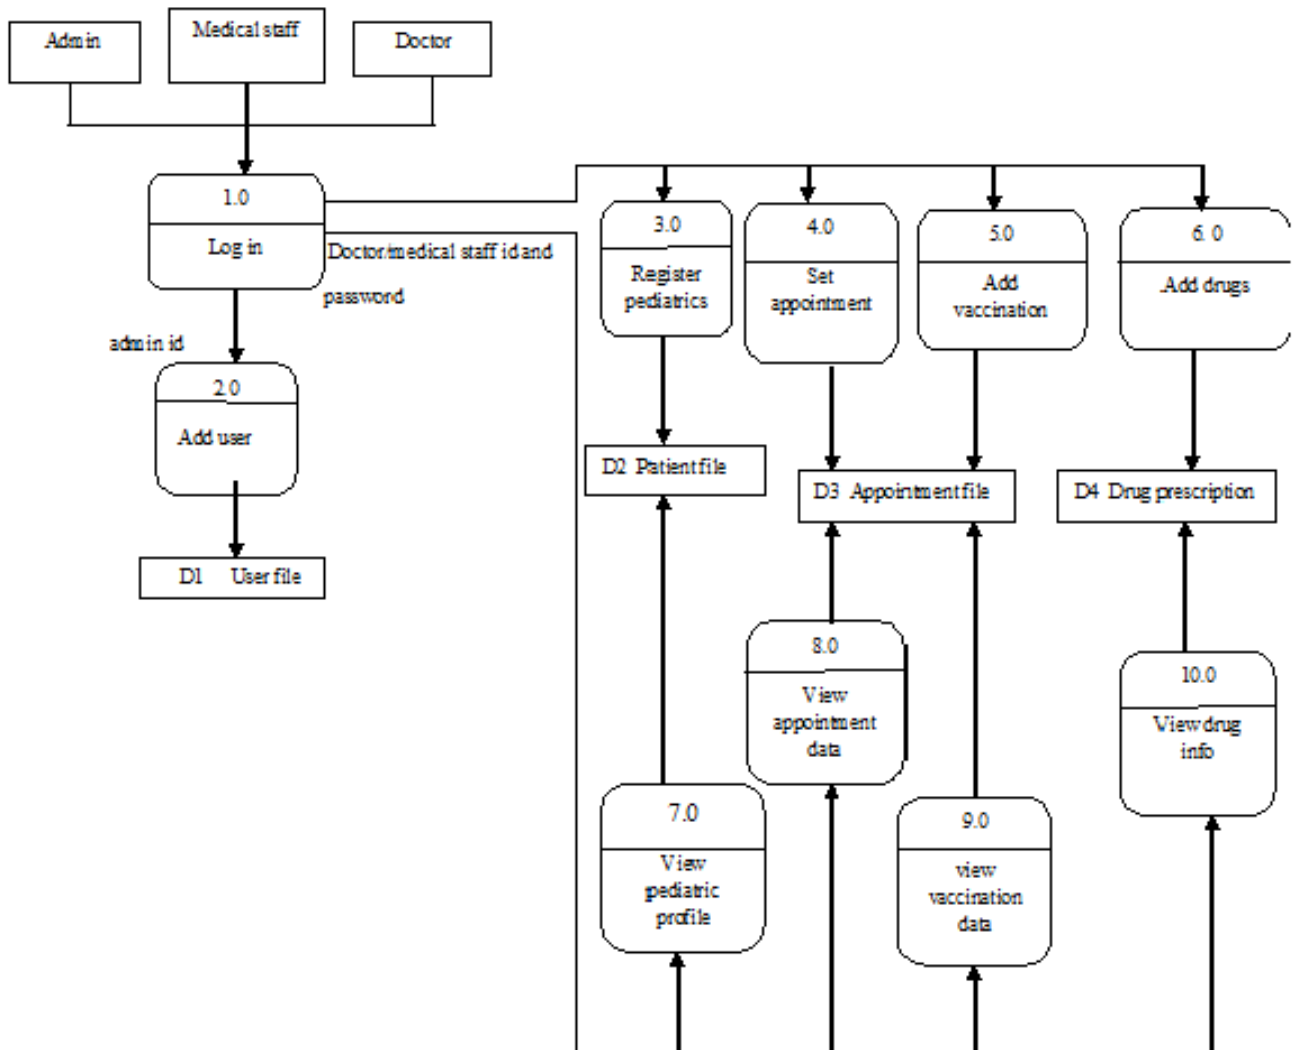 Admin
Medical staff
Doctor
1.0
Log in
Doctor/medical staff id and
password
admin id
2.0
Add user
D1 User file
3.0
Register
pediatrics
4.0
Set
appointment
5.0
Add
vaccination
6. 0
.Add drugs
D2 Patient file
D3 Appointment file
D4 Drug prescription
8.0
View
appointment
data
10.0
View drug
info
7.0
View
pediatric
profile
9.0
view
vaccination
data